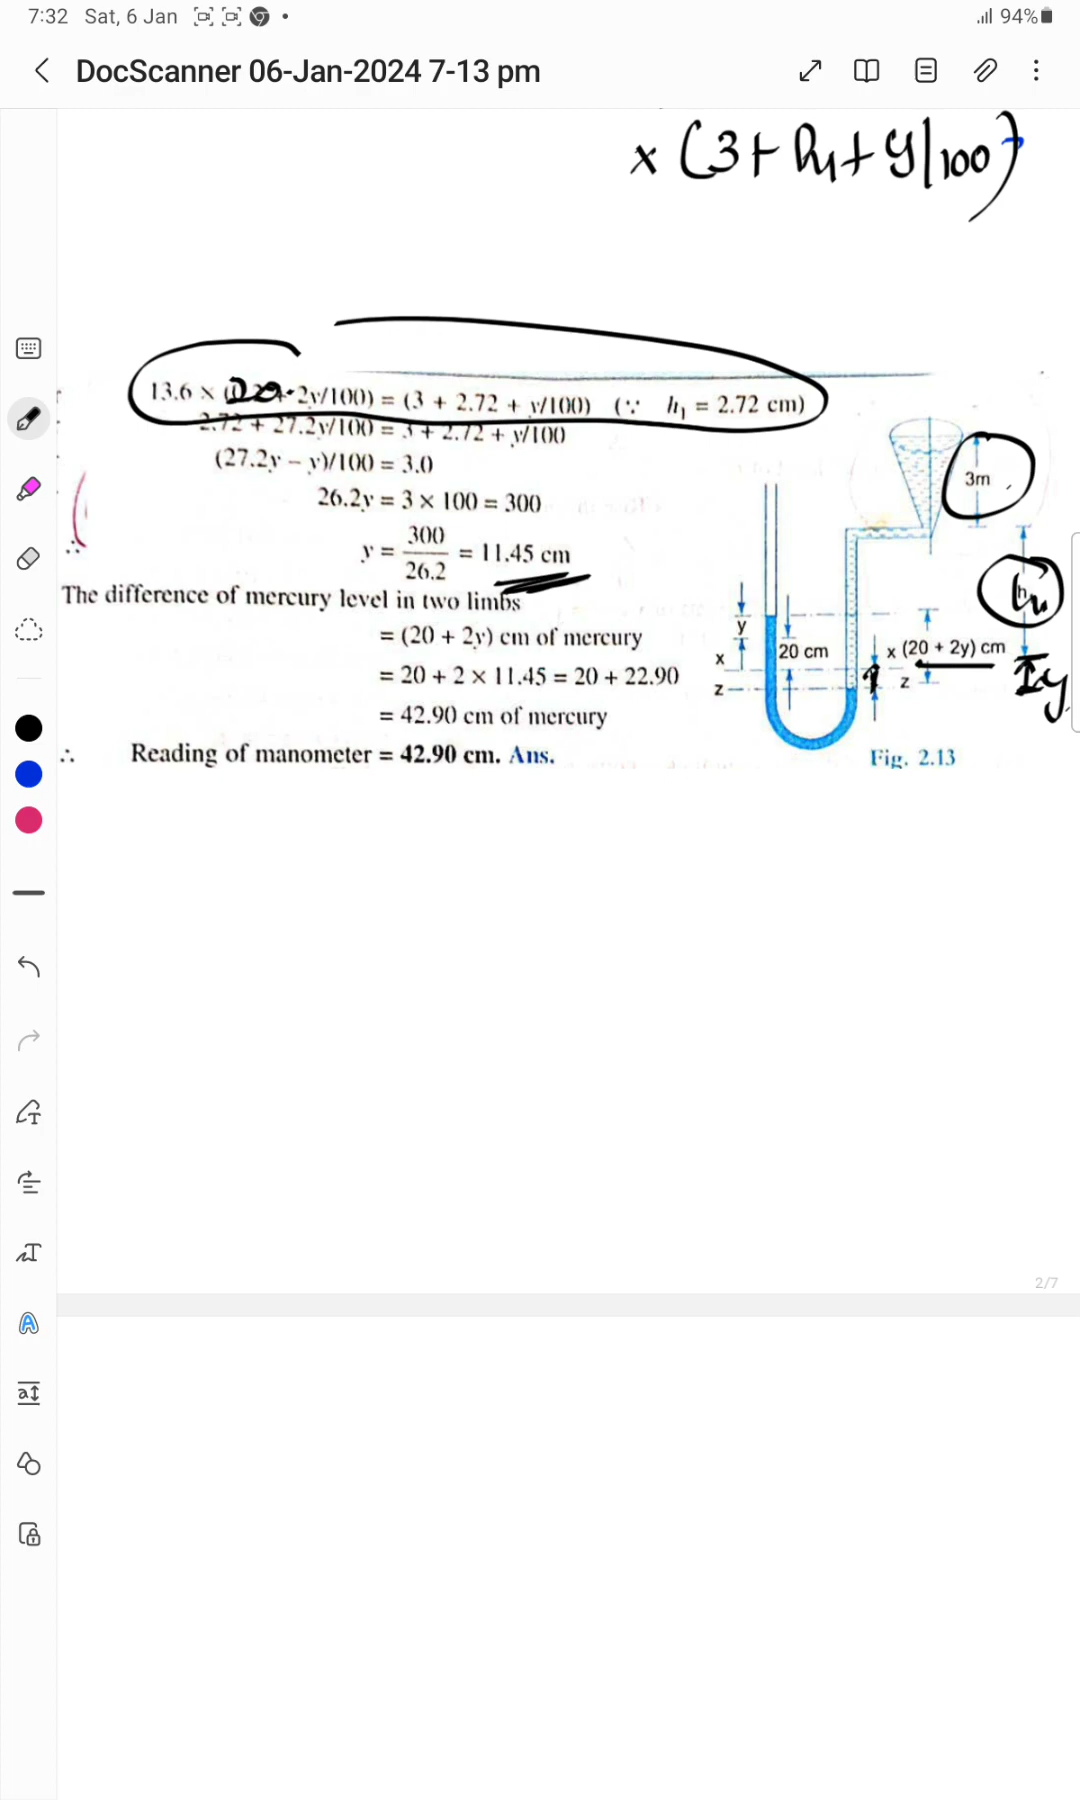 7:32 Sat, 6 Jan
94%
DocScanner 06-Jan-2024 7-13 pm
x (3 + h1 + y/100)
13.6 × (0.20 + 2y/100) = (3 + 2.72 + y/100) (∵ h₁ = 2.72 cm)
2.72 + 27.2y/100 = 3 + 2.72 + y/100
(27.2y – y)/100 = 3.0
26.2y = 3 × 100 = 300
∴ y = 300/26.2 = 11.45 cm
The difference of mercury level in two limbs
= (20 + 2y) cm of mercury
= 20 + 2 × 11.45 = 20 + 22.90
= 42.90 cm of mercury
∴ Reading of manometer = 42.90 cm. Ans.
3m
y
20 cm
x
x (20 + 2y) cm
z
z
y
Fig. 2.13
2/7